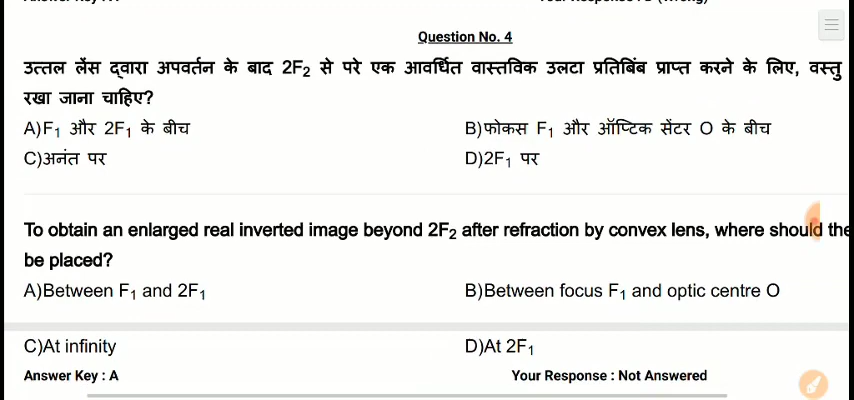 Question No. 4
उत्तल लेंस द्वारा अपवर्तन के बाद 2F₂ से परे एक आवर्धित वास्तविक उलटा प्रतिबिंब प्राप्त करने के लिए, वस्तु
रखा जाना चाहिए?
A)F₁ और 2F₁ के बीच
B)फोकस F₁ और ऑप्टिक सेंटर O के बीच
C)अनंत पर
D)2F₁ पर
To obtain an enlarged real inverted image beyond 2F₂ after refraction by convex lens, where should the
be placed?
A)Between F₁ and 2F₁
B)Between focus F₁ and optic centre O
C)At infinity
D)At 2F₁
Answer Key : A
Your Response : Not Answered